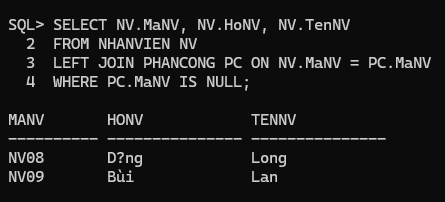 SQL> SELECT NV.MaNV, NV.HoNV, NV.TenNV
  2  FROM NHANVIEN NV
  3  LEFT JOIN PHANCONG PC ON NV.MaNV = PC.MaNV
  4  WHERE PC.MaNV IS NULL;
MANV       HONV            TENNV
---------- --------------- ---------------
NV08       D?ng            Long
NV09       Bùi             Lan